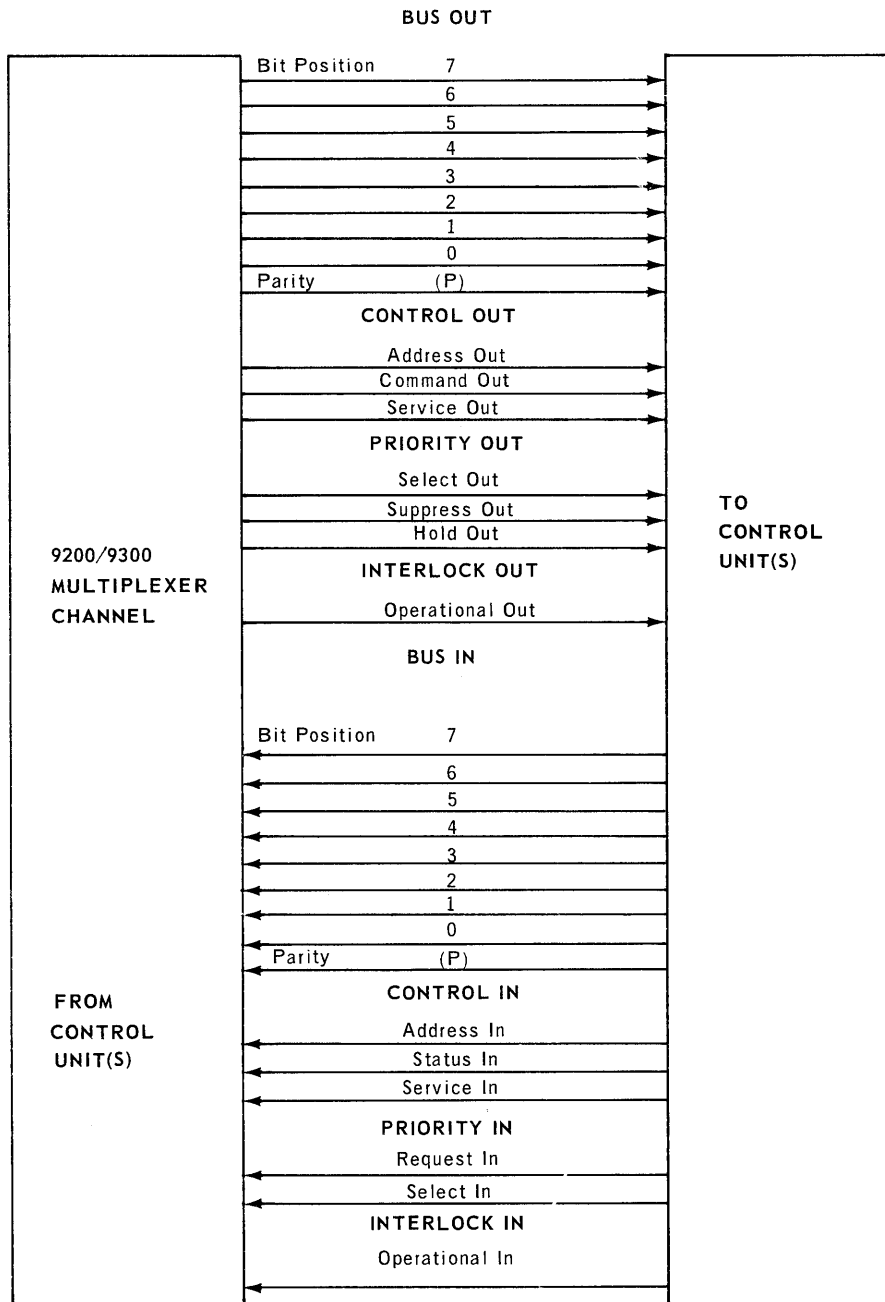 BUS OUT
Bit Position 7
6
5
4
3
2
1
0
Parity (P)
CONTROL OUT
Address Out
Command Out
Service Out
PRIORITY OUT
Select Out
Suppress Out
Hold Out
INTERLOCK OUT
Operational Out
9200/9300
MULTIPLEXER
CHANNEL
TO
CONTROL
UNIT(S)
BUS IN
Bit Position 7
6
5
4
3
2
1
0
Parity (P)
CONTROL IN
Address In
Status In
Service In
PRIORITY IN
Request In
Select In
INTERLOCK IN
Operational In
FROM
CONTROL
UNIT(S)